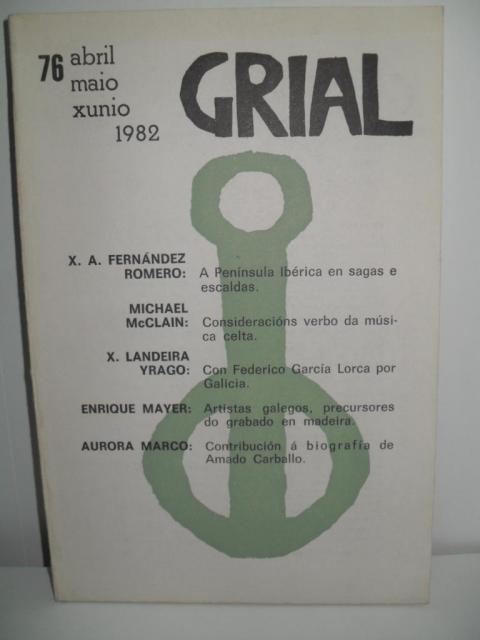 76 abril
maio
xunio
1982
GRIAL
X. A. FERNÁNDEZ
ROMERO: A Península Ibérica en sagas e
escaldas.
MICHAEL
McCLAIN: Consideracións verbo da músi-
ca celta.
X. LANDEIRA
YRAGO: Con Federico García Lorca por
Galicia.
ENRIQUE MAYER: Artistas galegos, precursores
do grabado en madeira.
AURORA MARCO: Contribución á biografía de
Amado Carballo.